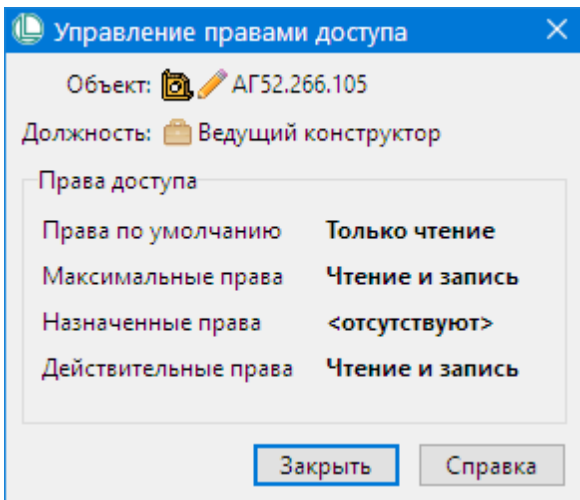 Управление правами доступа
Объект: АГ52.266.105
Должность: Ведущий конструктор
Права доступа
Права по умолчанию Только чтение
Максимальные права Чтение и запись
Назначенные права <отсутствуют>
Действительные права Чтение и запись
Закрыть Справка